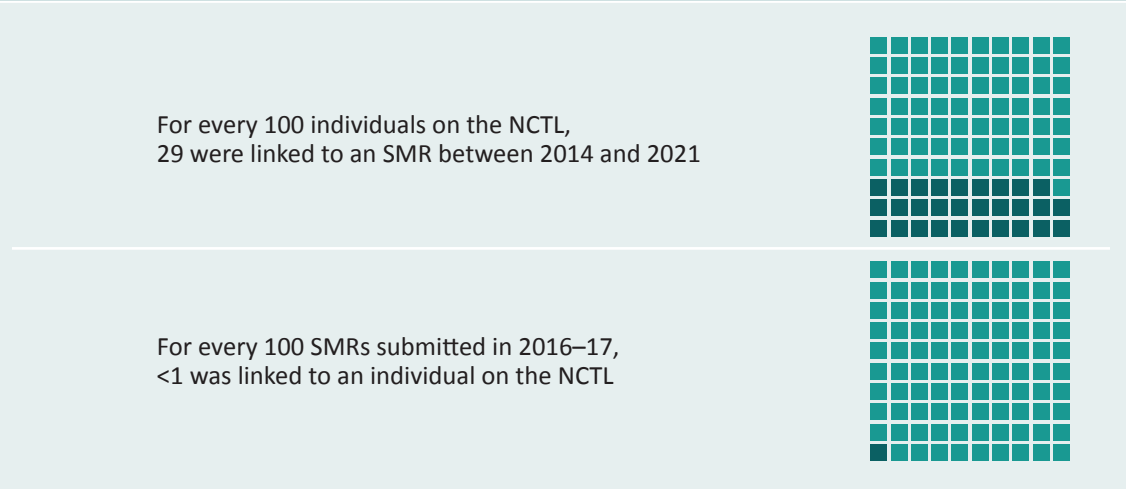 For every 100 individuals on the NCTL,
29 were linked to an SMR between 2014 and 2021
For every 100 SMRs submitted in 2016–17,
<1 was linked to an individual on the NCTL